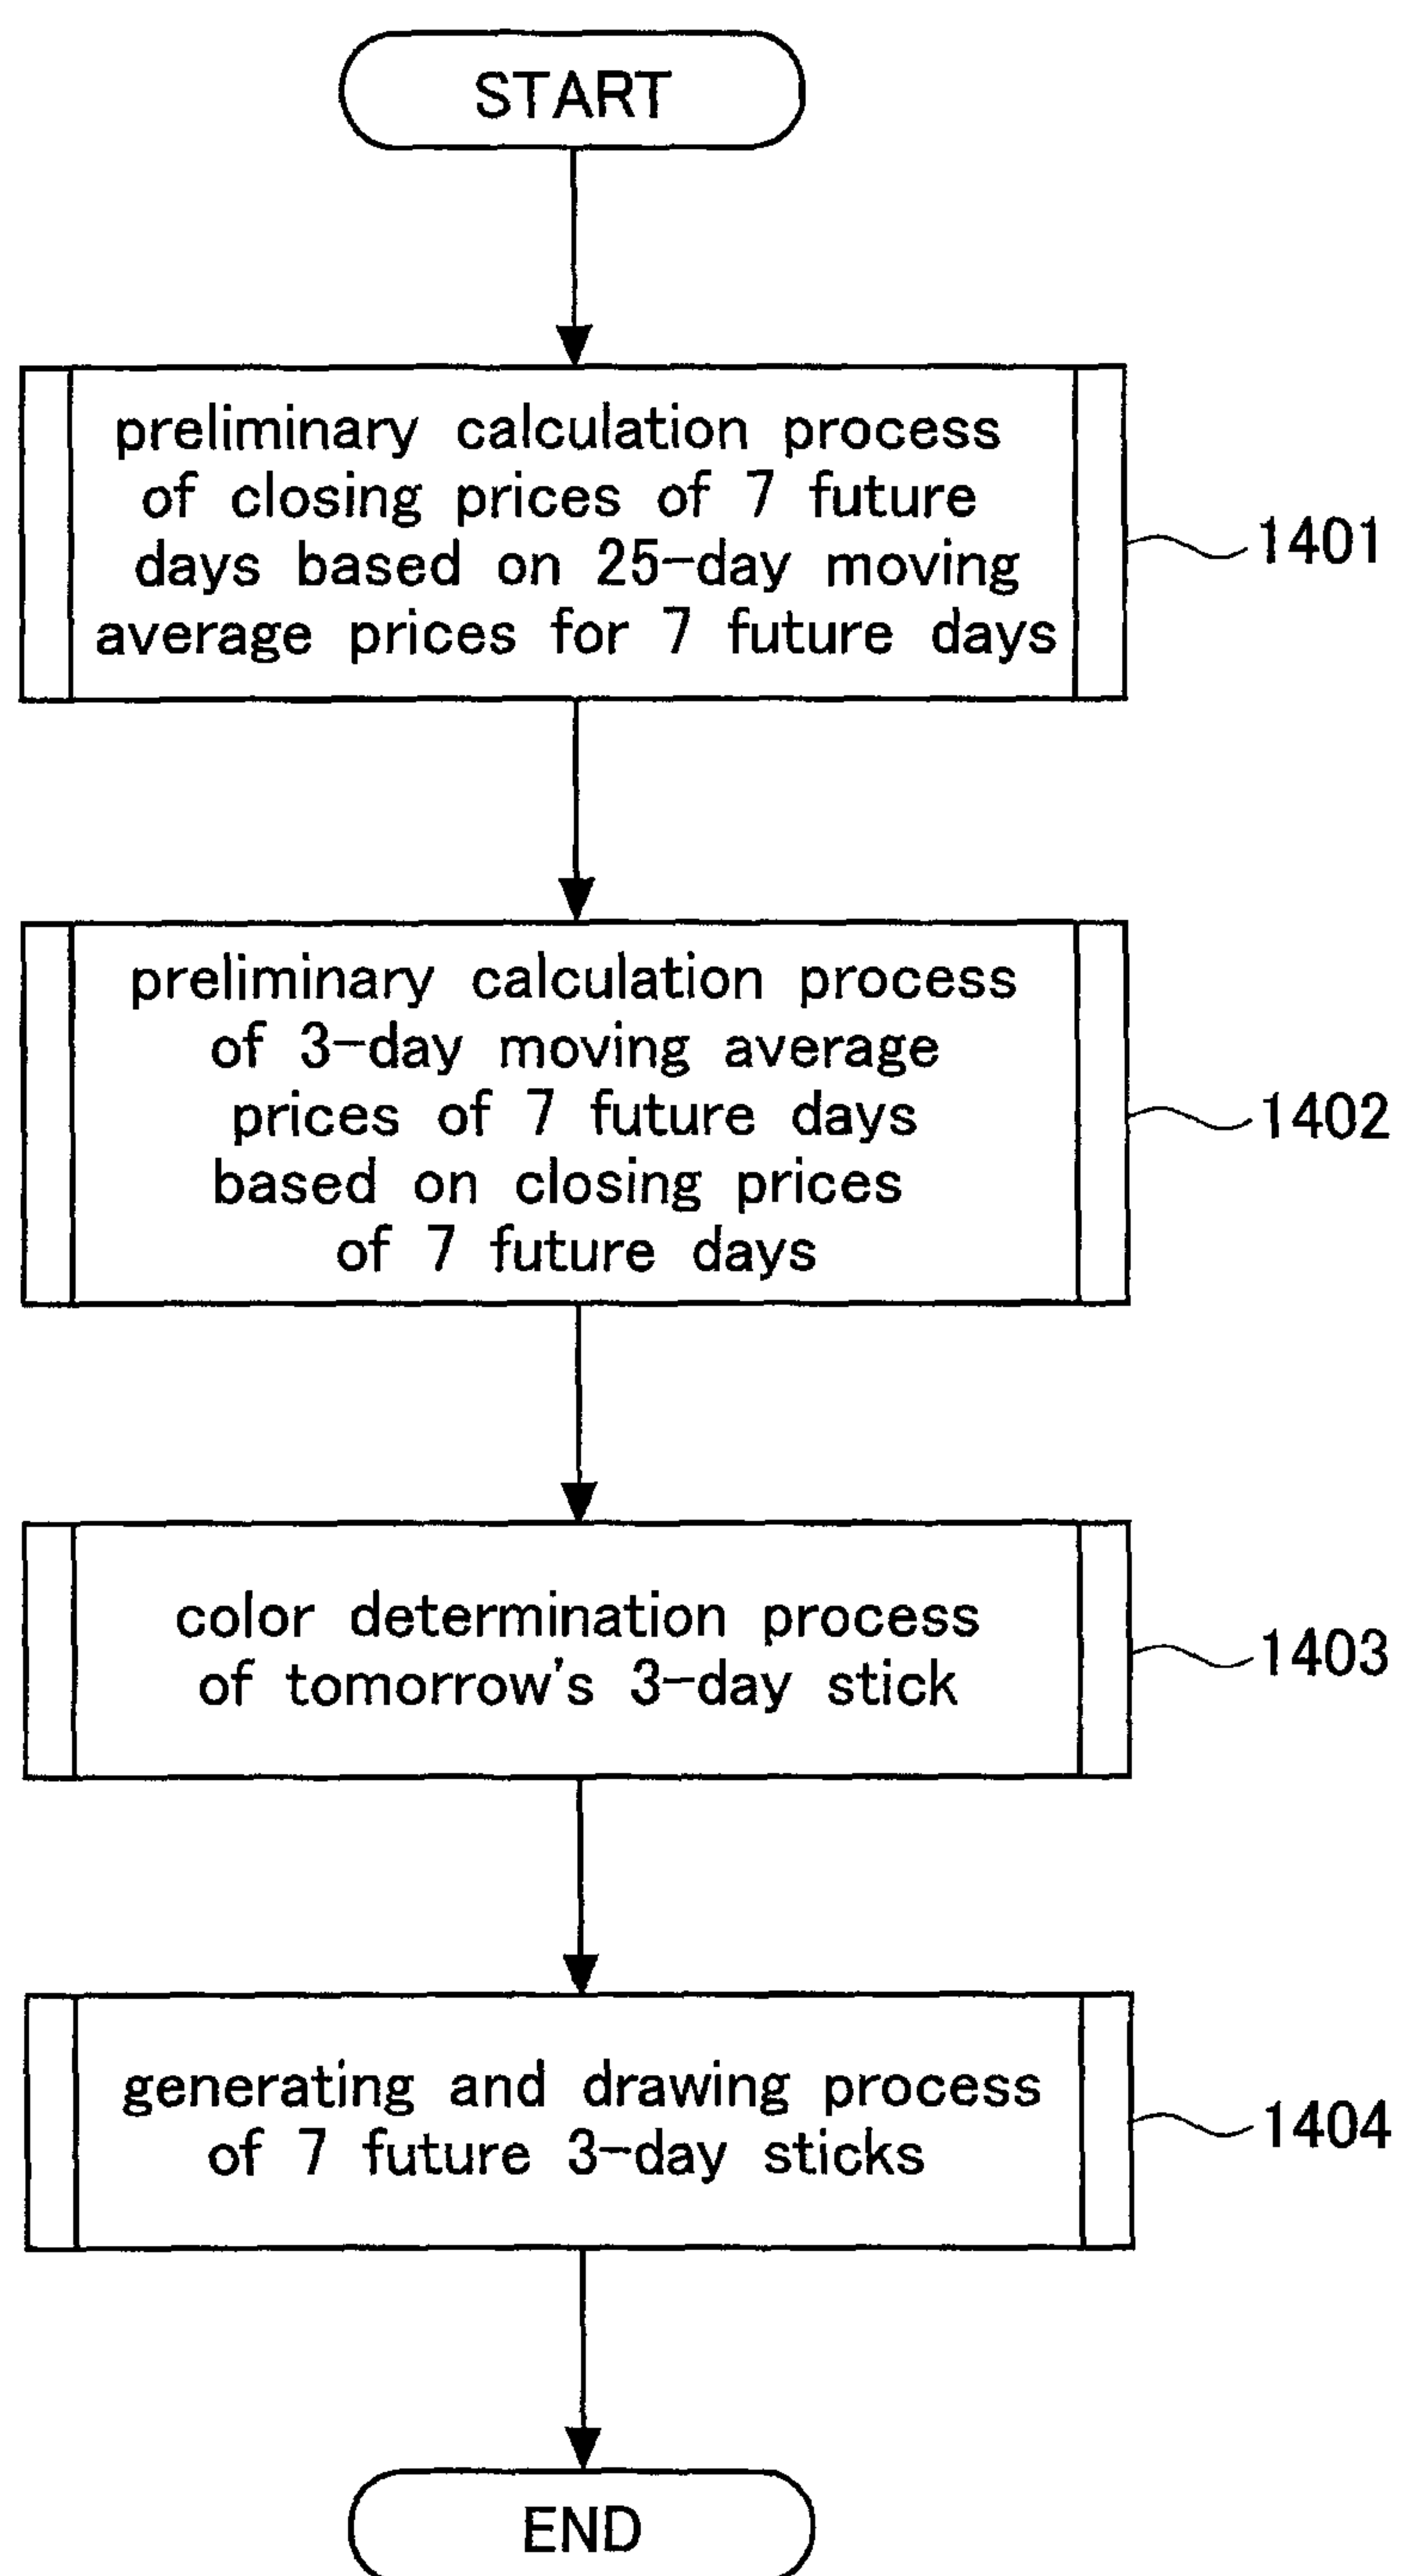 START
preliminary calculation process
of closing prices of 7 future
days based on 25-day moving
average prices for 7 future days
1401
preliminary calculation process
of 3-day moving average
prices of 7 future days
based on closing prices
of 7 future days
1402
color determination process
of tomorrow's 3-day stick
1403
generating and drawing process
of 7 future 3-day sticks
1404
END